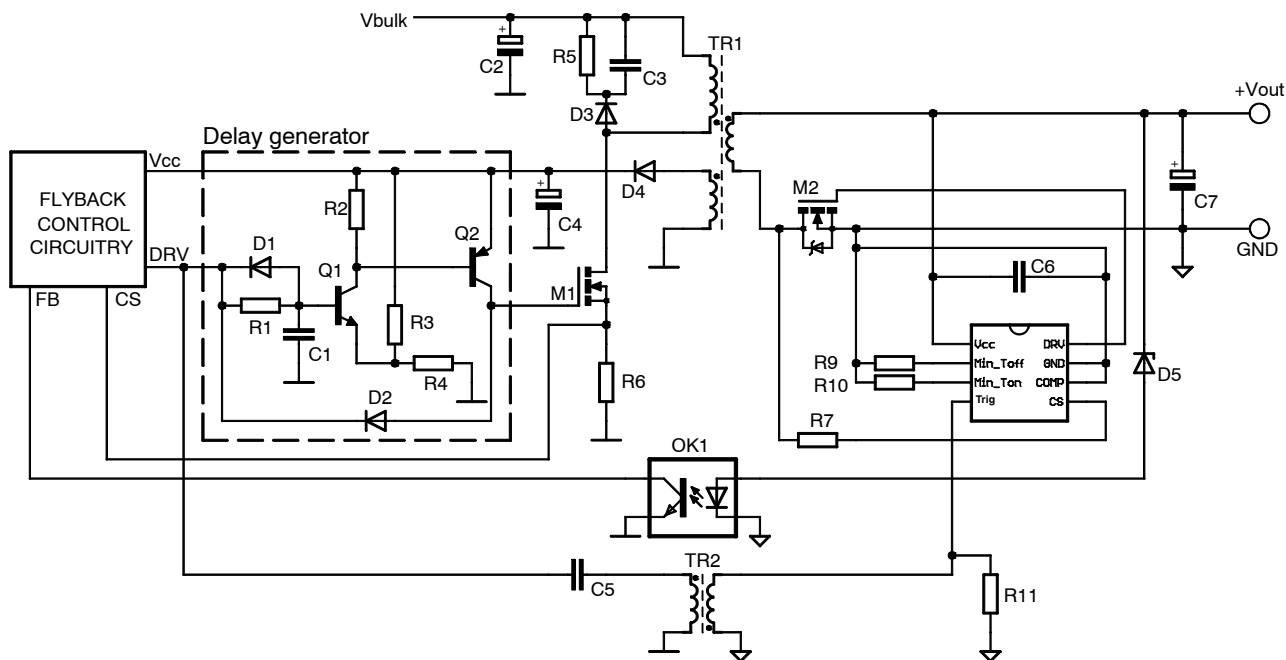 Vbulk
TR1
C2
R5
C3
D3
+Vout
Delay generator
FLYBACK
CONTROL
CIRCUITRY
Vcc
DRV
FB
CS
R2
Q2
D1
Q1
R1
C1
R3
R4
D2
C4
D4
M1
R6
M2
C7
GND
C6
Vcc
DRV
Min_Toff
GND
Min_Ton
COMP
Trig
CS
R9
R10
R7
D5
OK1
TR2
C5
R11